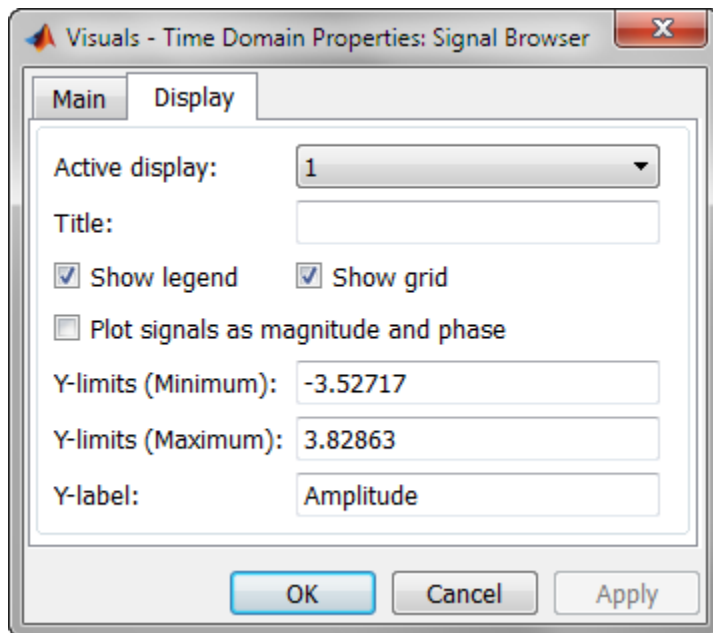 Visuals - Time Domain Properties: Signal Browser
Main Display
Active display: 1
Title:
Show legend Show grid
Plot signals as magnitude and phase
Y-limits (Minimum): -3.52717
Y-limits (Maximum): 3.82863
Y-label: Amplitude
OK Cancel Apply